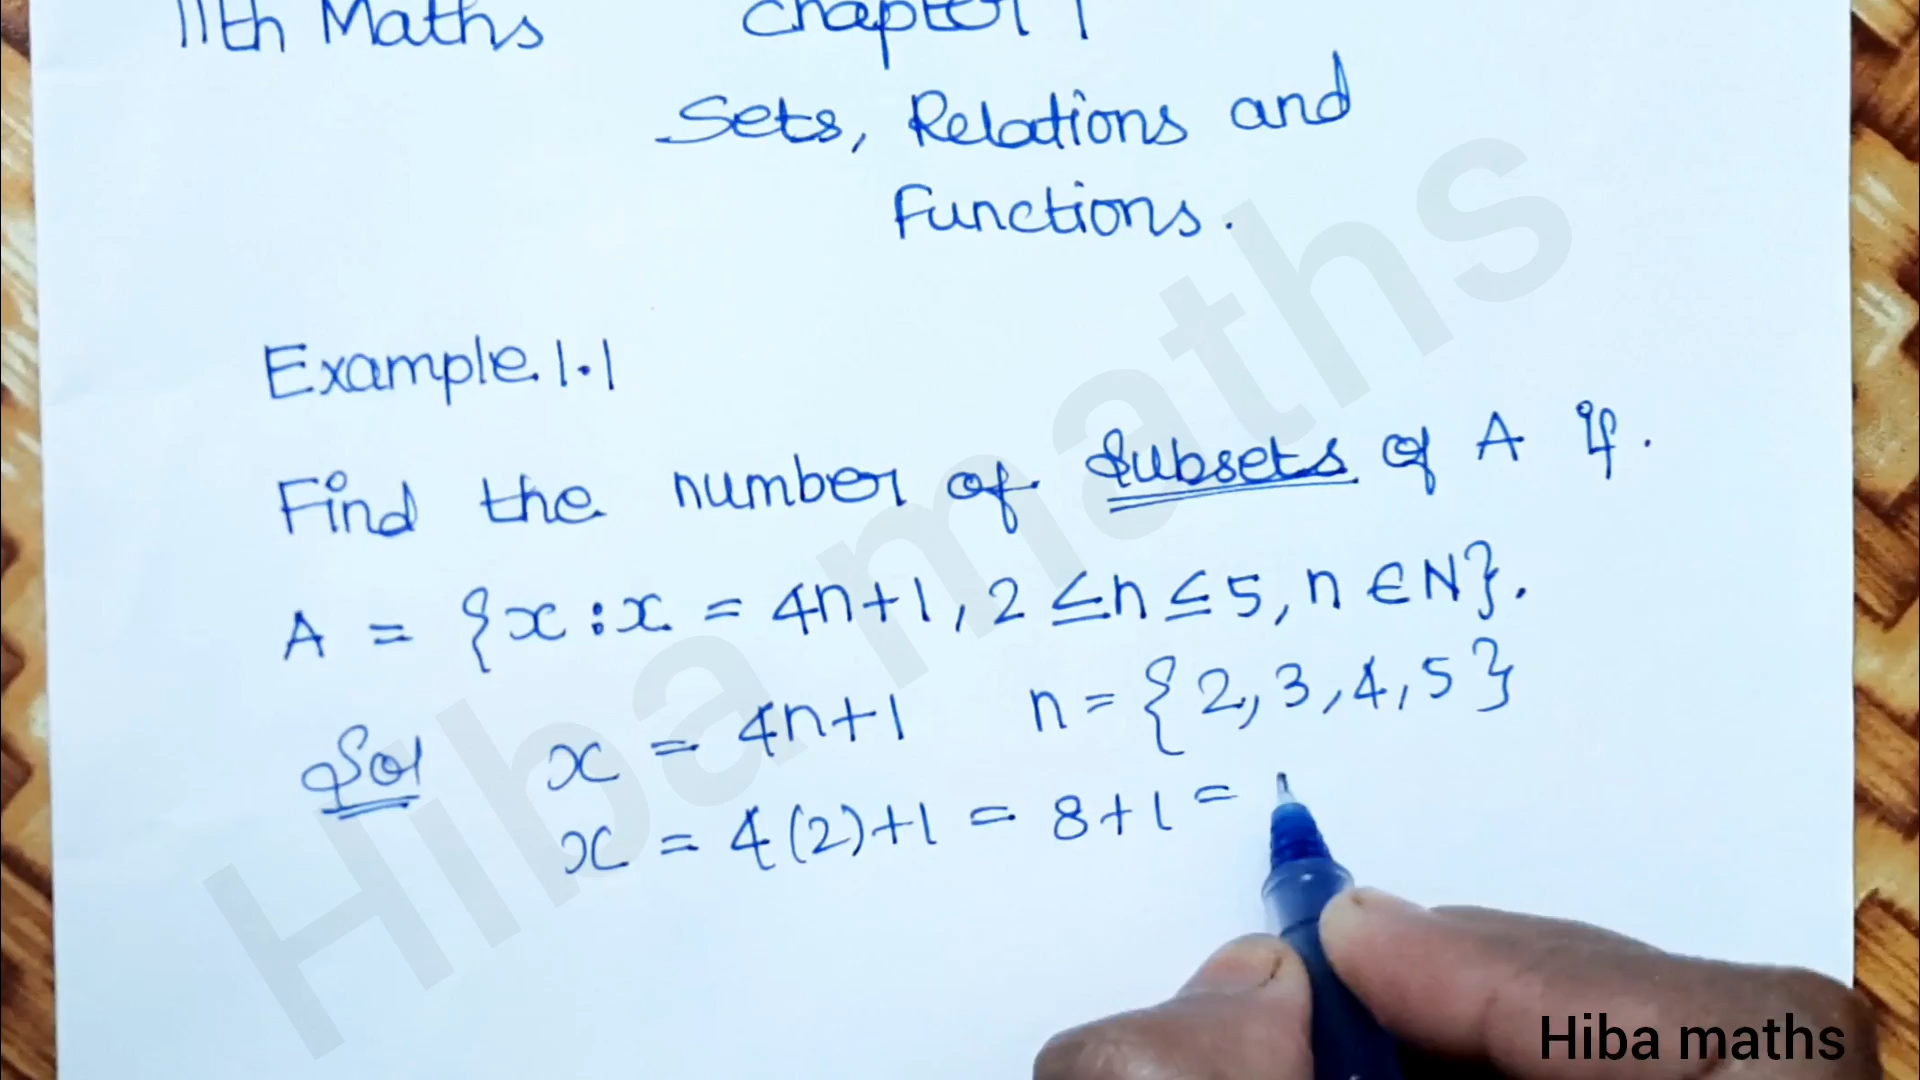 11th Maths Chapter 1
Sets, Relations and
Functions.
Example.1.1
Find the number of Subsets of A if.
A = {x:x = 4n+1, 2 ≤n ≤ 5, n ∈ N}.
Sol x = 4n+1 n = {2,3,4,5}
x = 4(2)+1 = 8+1 =
Hiba maths
Hiba maths